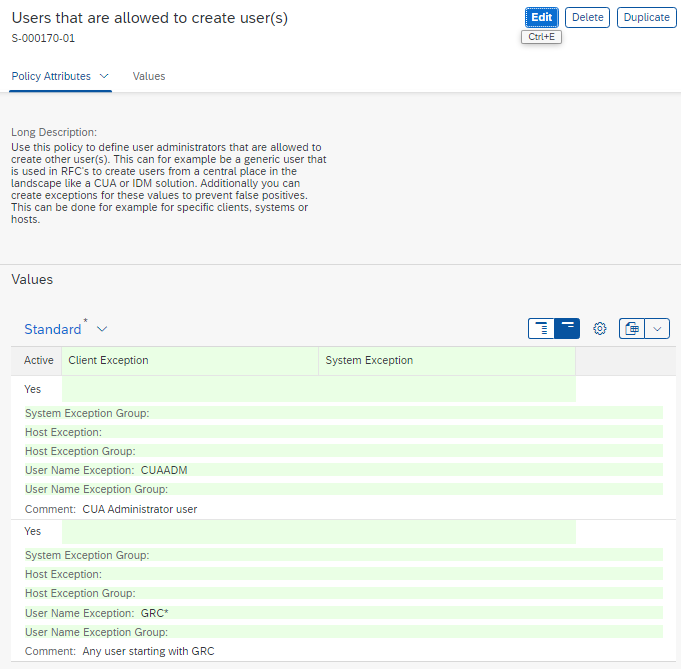 Users that are allowed to create user(s)
Edit
Delete
Duplicate
S-000170-01
Ctrl+E
Policy Attributes
Values
Long Description:
Use this policy to define user administrators that are allowed to
create other user(s). This can for example be a generic user that
is used in RFC's to create users from a central place in the
landscape like a CUA or IDM solution. Additionally you can
create exceptions for these values to prevent false positives.
This can be done for example for specific clients, systems or
hosts.
Values
Standard*
Active
Client Exception
System Exception
Yes
System Exception Group:
Host Exception:
Host Exception Group:
User Name Exception: CUAADM
User Name Exception Group:
Comment: CUA Administrator user
Yes
System Exception Group:
Host Exception:
Host Exception Group:
User Name Exception: GRC*
User Name Exception Group:
Comment: Any user starting with GRC